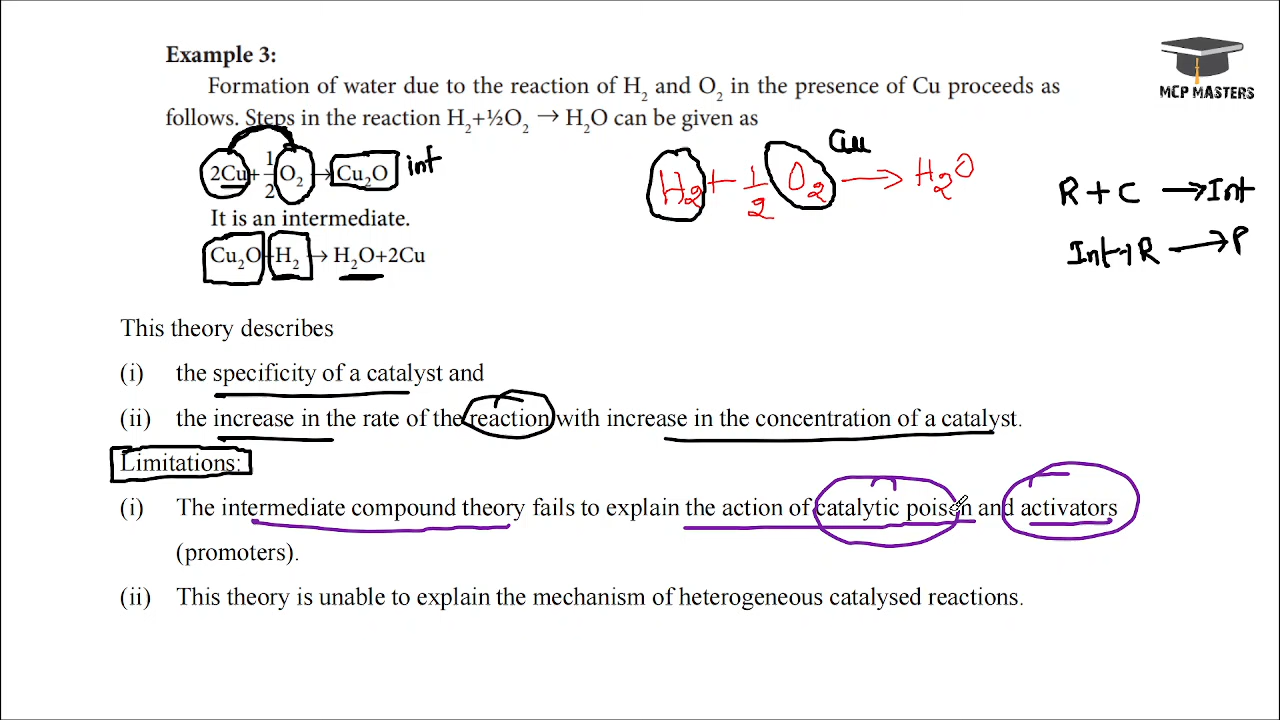 Example 3:
Formation of water due to the reaction of H₂ and O₂ in the presence of Cu proceeds as
follows. Steps in the reaction H₂+½O₂ → H₂O can be given as
2Cu+ 1/2 O₂ → Cu₂O int
It is an intermediate.
Cu₂O+H₂ → H₂O+2Cu
Cu
H₂ + 1/2 O₂ → H₂O
R + C → Int
Int + R → P
MCP MASTERS
This theory describes
(i) the specificity of a catalyst and
(ii) the increase in the rate of the reaction with increase in the concentration of a catalyst.
Limitations:
(i) The intermediate compound theory fails to explain the action of catalytic poison and activators
(promoters).
(ii) This theory is unable to explain the mechanism of heterogeneous catalysed reactions.